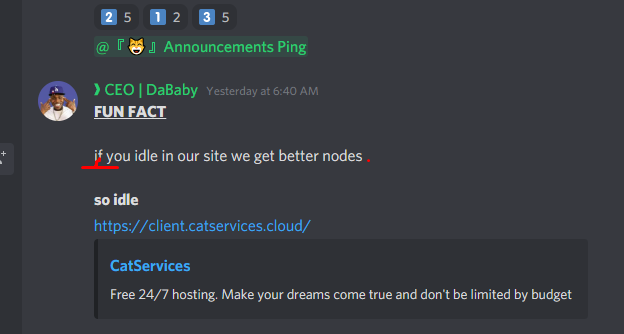 2 5 1 2 3 5
@『😹』Announcements Ping
》CEO | DaBaby Yesterday at 6:40 AM
FUN FACT
if you idle in our site we get better nodes .
so idle
https://client.catservices.cloud/
CatServices
Free 24/7 hosting. Make your dreams come true and don't be limited by budget